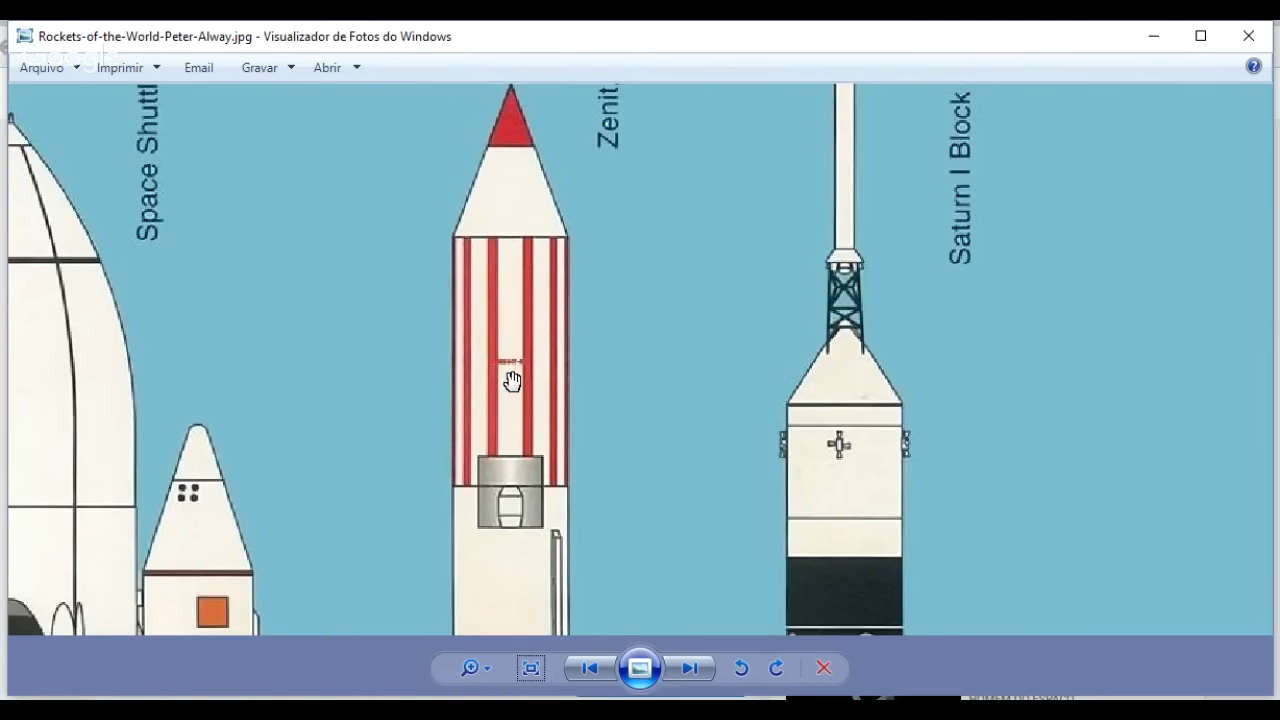 Rockets-of-the-World-Peter-Alway.jpg - Visualizador de Fotos do Windows
Arquivo Imprimir Email Gravar Abrir
Space Shuttl
Zenit,
Saturn I Block